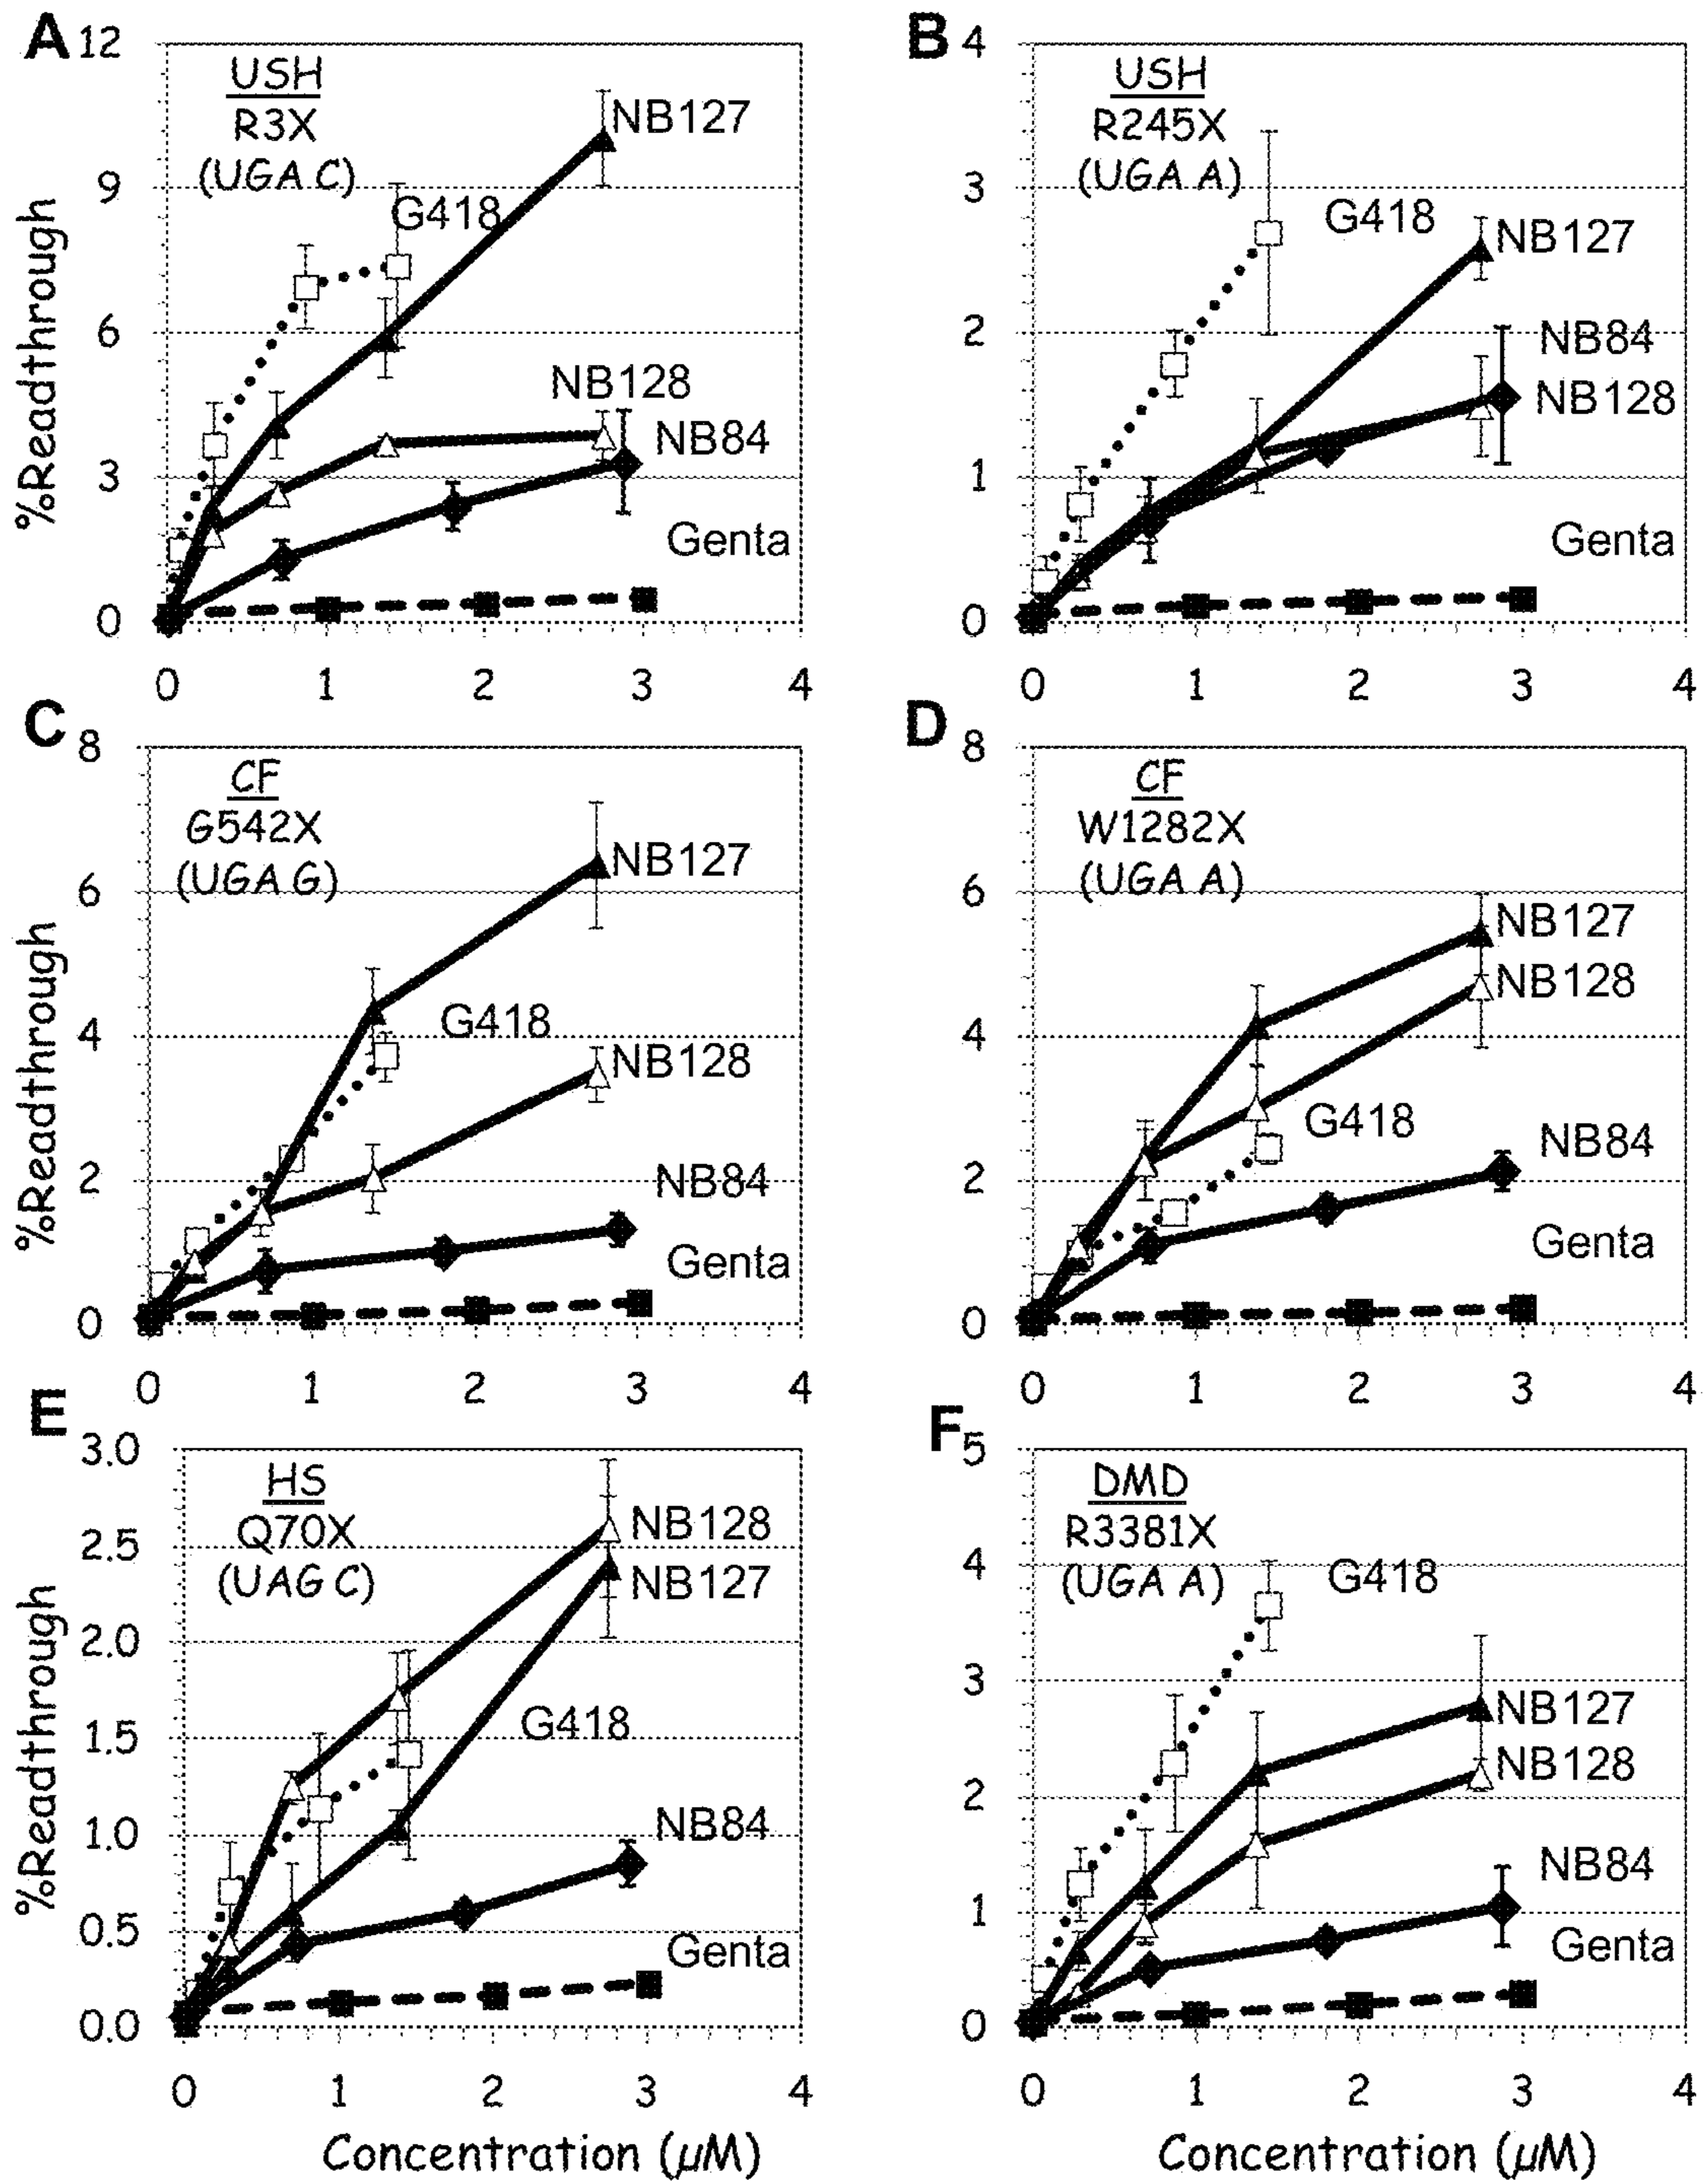 A
12
9
6
3
0
%Readthrough
USH
R3X
(UGA C)
NB127
G418
NB128
NB84
Genta
0 1 2 3 4
B
4
3
2
1
0
USH
R245X
(UGA A)
G418
NB127
NB84
NB128
Genta
0 1 2 3 4
C
8
6
4
2
0
%Readthrough
CF
G542X
(UGA G)
NB127
G418
NB128
NB84
Genta
0 1 2 3 4
D
8
6
4
2
0
CF
W1282X
(UGA A)
NB127
NB128
G418
NB84
Genta
0 1 2 3 4
E
3.0
2.5
2.0
1.5
1.0
0.5
0.0
%Readthrough
HS
Q70X
(UAG C)
NB128
NB127
G418
NB84
Genta
0 1 2 3 4
Concentration (µM)
F
5
4
3
2
1
0
DMD
R3381X
(UGA A)
G418
NB127
NB128
NB84
Genta
0 1 2 3 4
Concentration (µM)